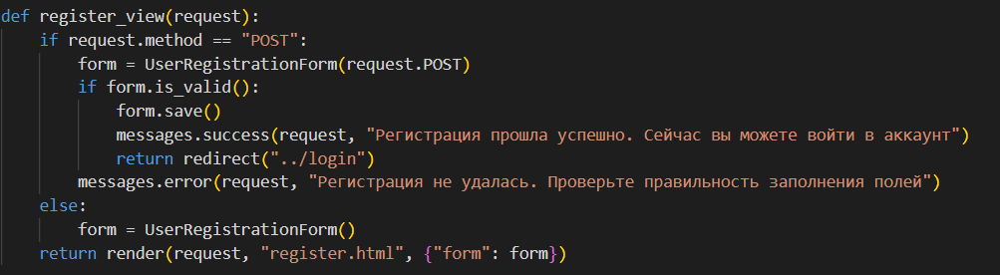 def register_view(request):
    if request.method == "POST":
        form = UserRegistrationForm(request.POST)
        if form.is_valid():
            form.save()
            messages.success(request, "Регистрация прошла успешно. Сейчас вы можете войти в аккаунт")
            return redirect("../login")
        messages.error(request, "Регистрация не удалась. Проверьте правильность заполнения полей")
    else:
        form = UserRegistrationForm()
    return render(request, "register.html", {"form": form})